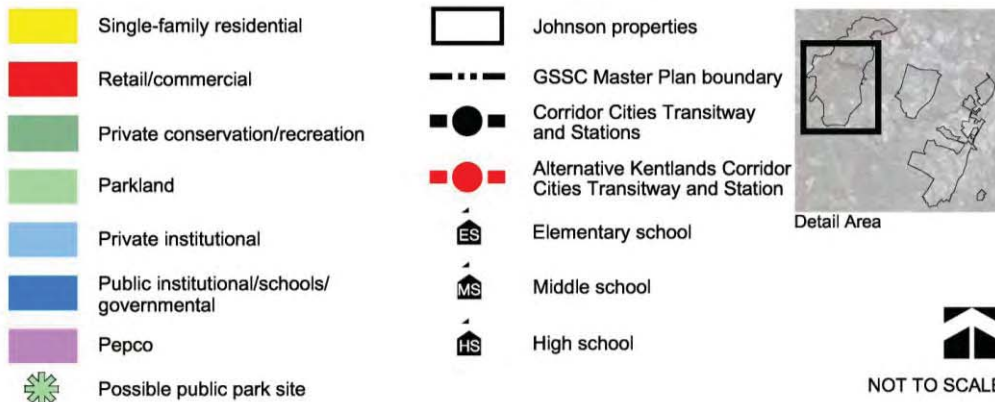 Single-family residential
Retail/commercial
Private conservation/recreation
Parkland
Private institutional
Public institutional/schools/
governmental
Pepco
Possible public park site
Johnson properties
GSSC Master Plan boundary
Corridor Cities Transitway
and Stations
Alternative Kentlands Corridor
Cities Transitway and Station
ES
Elementary school
MS
Middle school
HS
High school
Detail Area
NOT TO SCALE